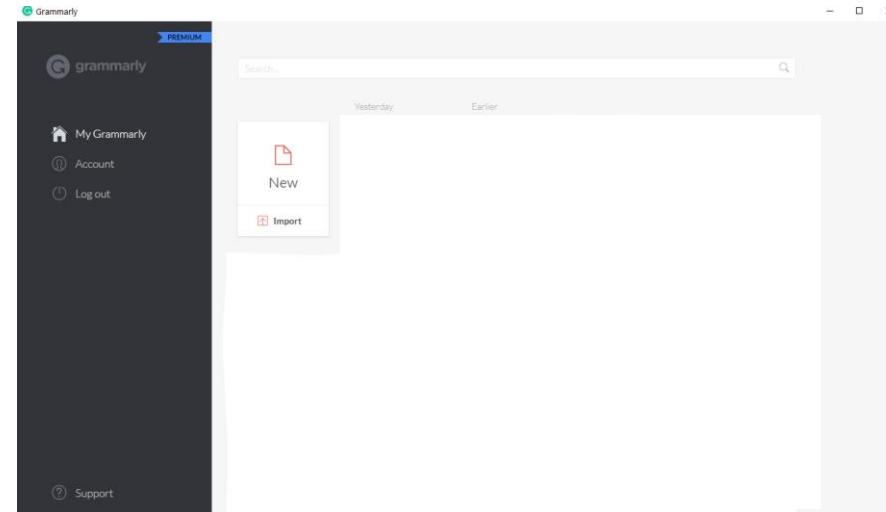 Grammarly
PREMIUM
grammarly
Search...
Yesterday Earlier
My Grammarly
Account
Log out
New
Import
Support